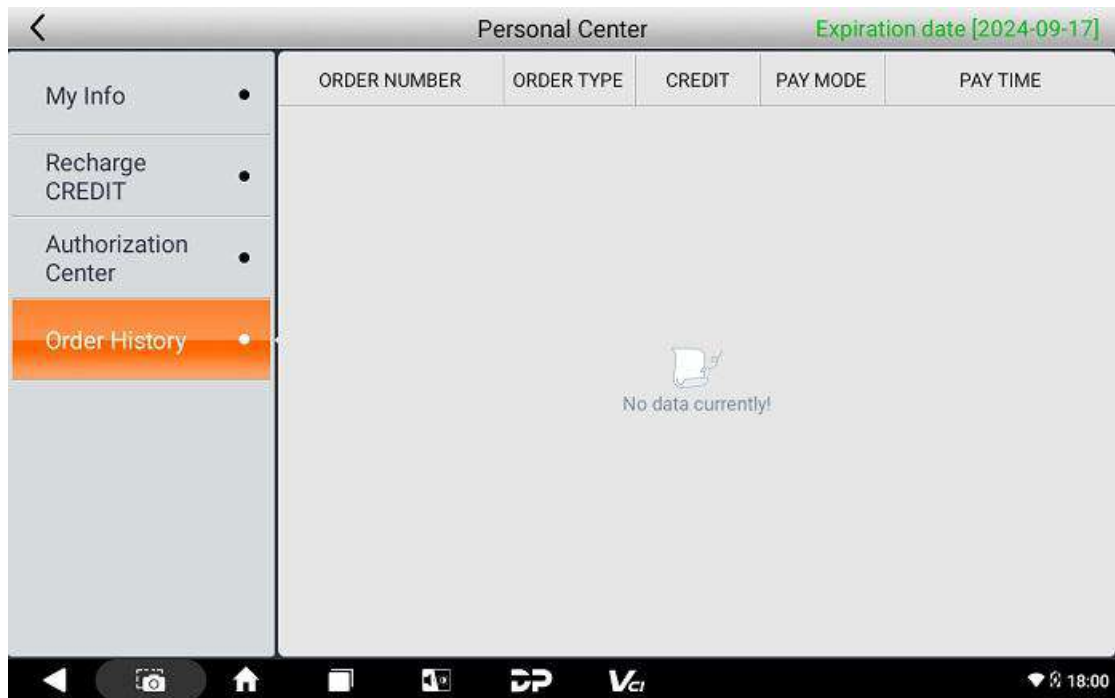 Personal Center
Expiration date [2024-09-17]
My Info
Recharge
CREDIT
Authorization
Center
Order History
ORDER NUMBER ORDER TYPE CREDIT PAY MODE PAY TIME
No data currently!
DP VCI 18:00